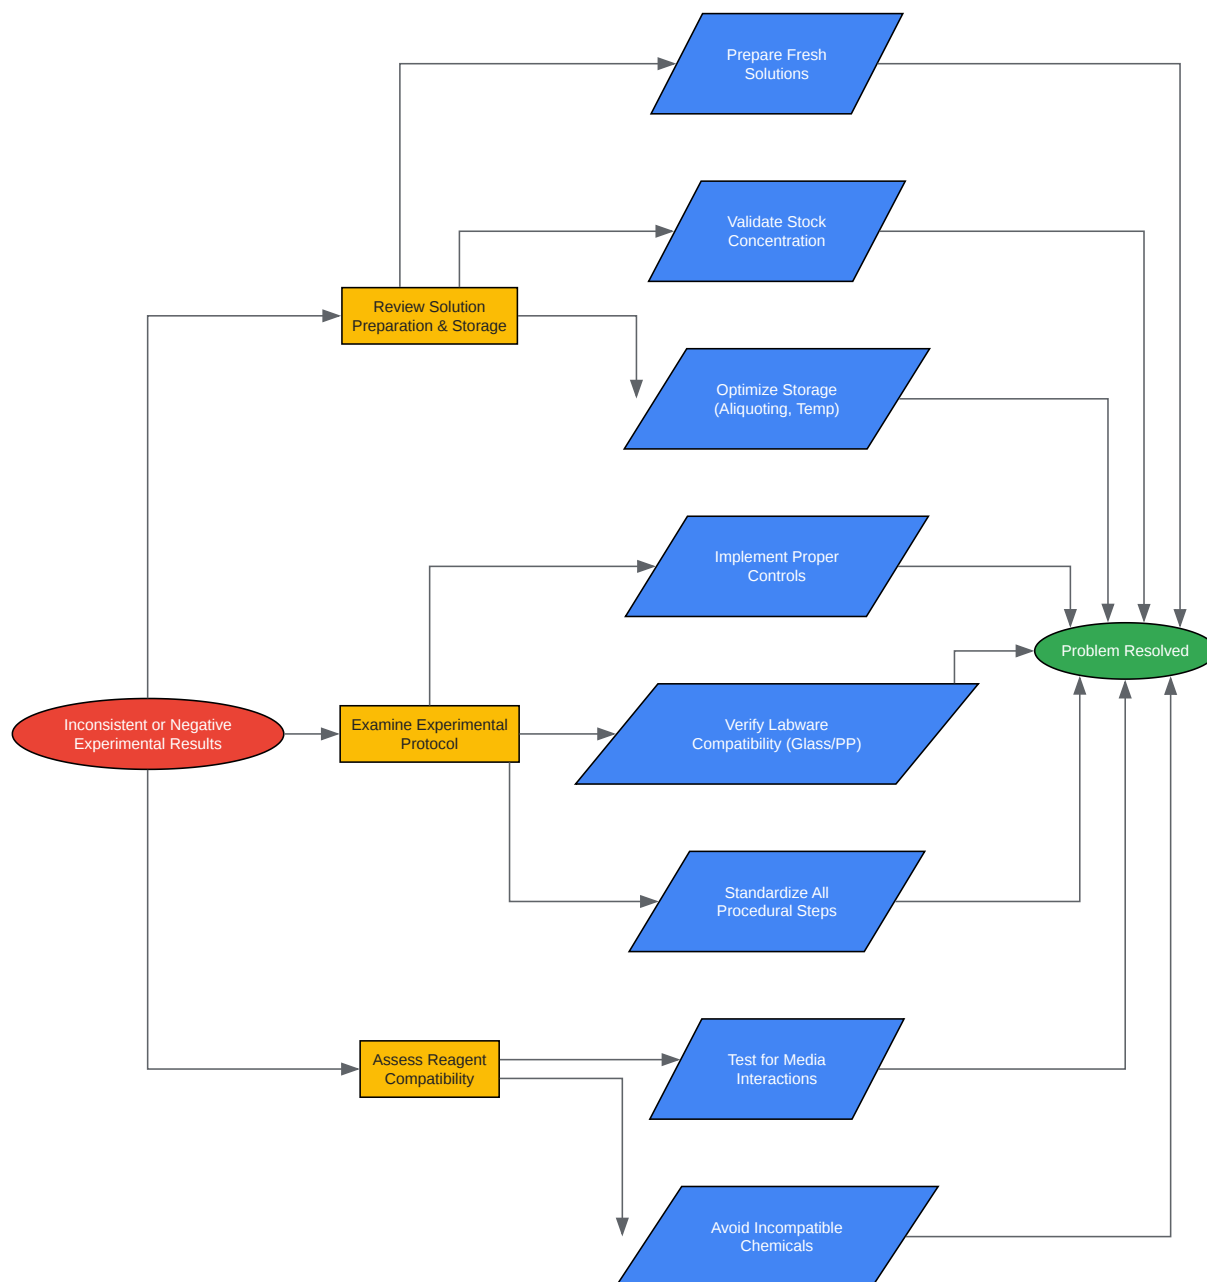 Prepare Fresh
Solutions
Validate Stock
Concentration
Review Solution
Preparation & Storage
Optimize Storage
(Aliquoting, Temp)
Implement Proper
Controls
Problem Resolved
Inconsistent or Negative
Experimental Results
Examine Experimental
Protocol
Verify Labware
Compatibility (Glass/PP)
Standardize All
Procedural Steps
Assess Reagent
Compatibility
Test for Media
Interactions
Avoid Incompatible
Chemicals